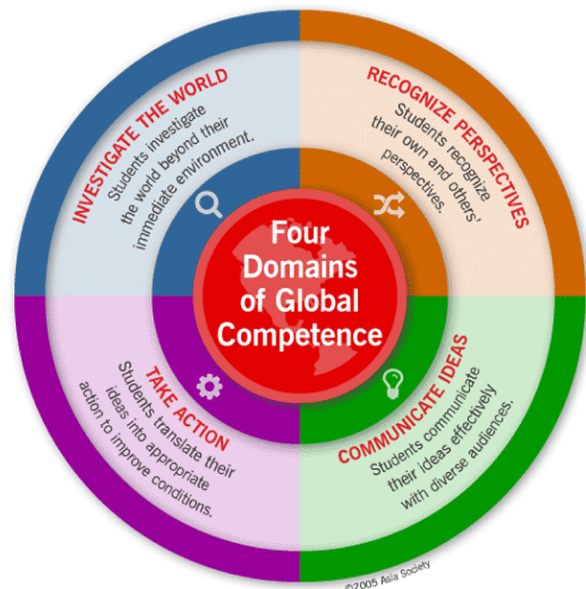 INVESTIGATE THE WORLD
Students investigate
the world beyond their
immediate environment.
RECOGNIZE PERSPECTIVES
Students recognize
their own and others'
perspectives.
Four
Domains
of Global
Competence
TAKE ACTION
Students translate their
ideas into appropriate
action to improve conditions.
COMMUNICATE IDEAS
Students communicate
their ideas effectively
with diverse audiences.
©2005 Asia Society